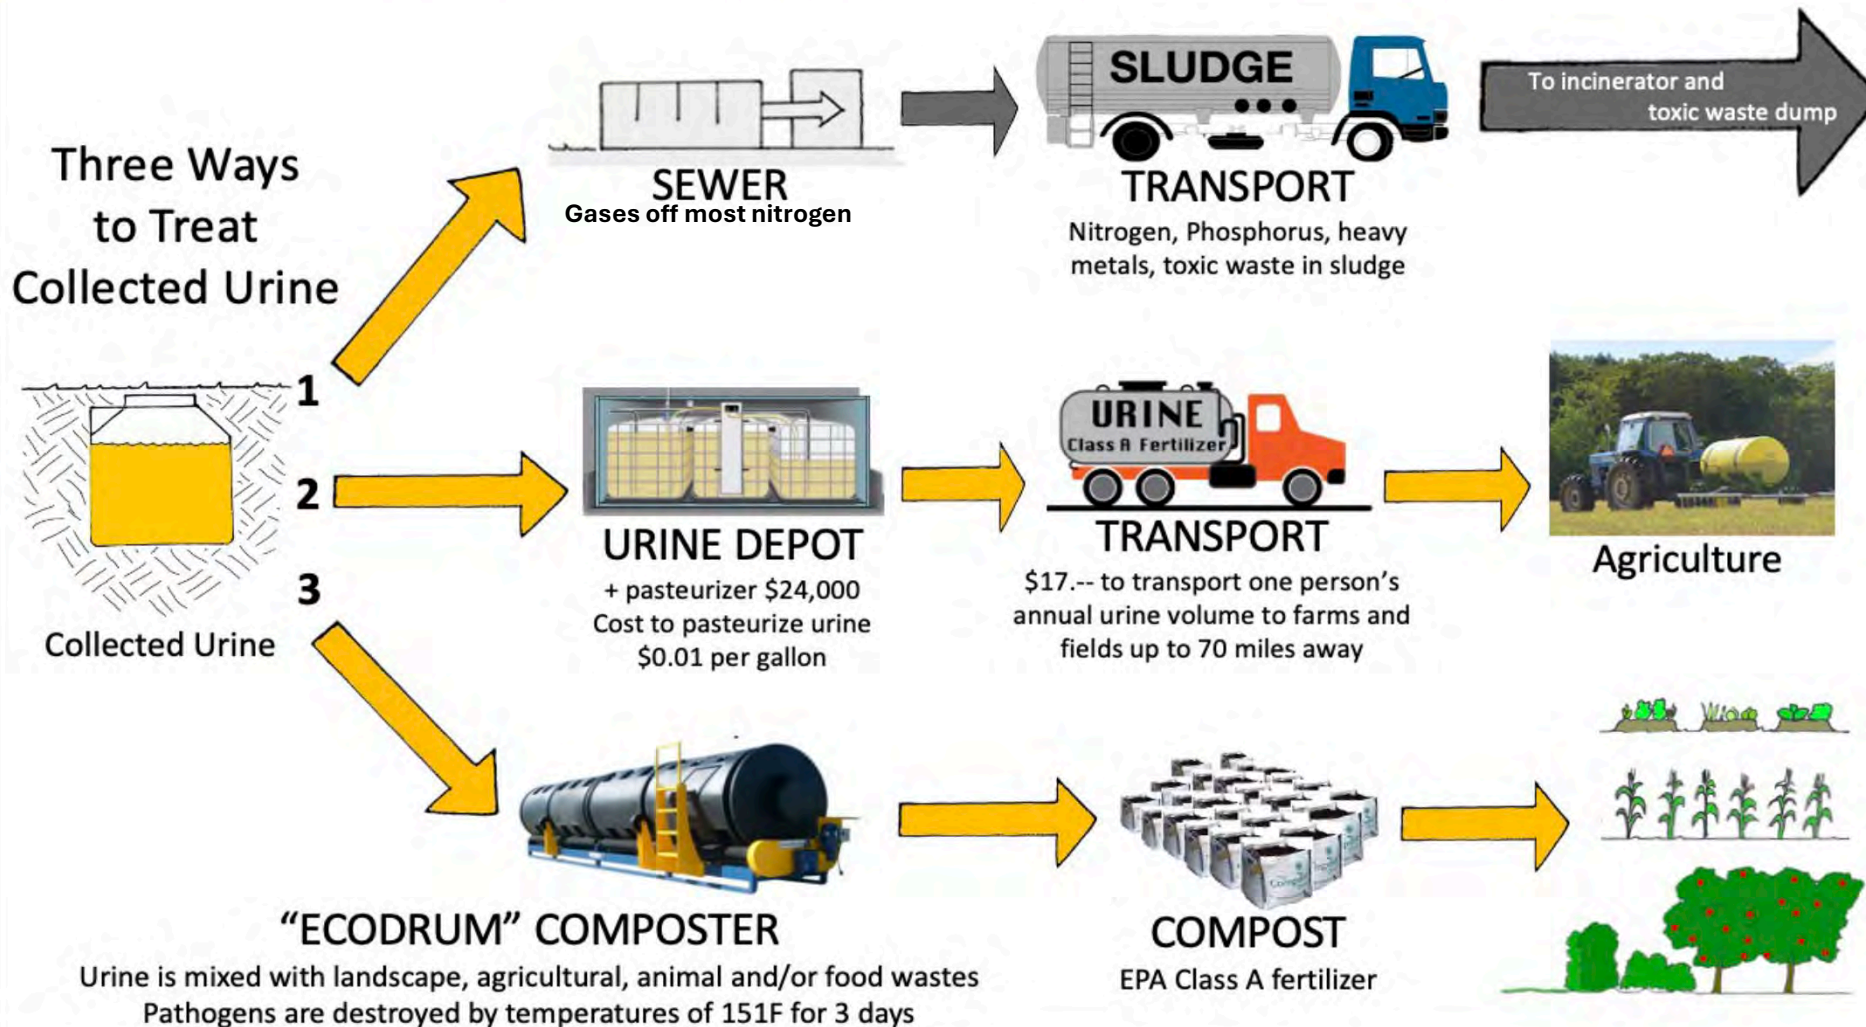 Three Ways
to Treat
Collected Urine
1
2
3
Collected Urine
SEWER
Gases off most nitrogen
SLUDGE
TRANSPORT
Nitrogen, Phosphorus, heavy
metals, toxic waste in sludge
To incinerator and
toxic waste dump
URINE DEPOT
+ pasteurizer $24,000
Cost to pasteurize urine
$0.01 per gallon
URINE
Class A Fertilizer
TRANSPORT
$17.-- to transport one person’s
annual urine volume to farms and
fields up to 70 miles away
Agriculture
“ECODRUM” COMPOSTER
Urine is mixed with landscape, agricultural, animal and/or food wastes
Pathogens are destroyed by temperatures of 151F for 3 days
COMPOST
EPA Class A fertilizer